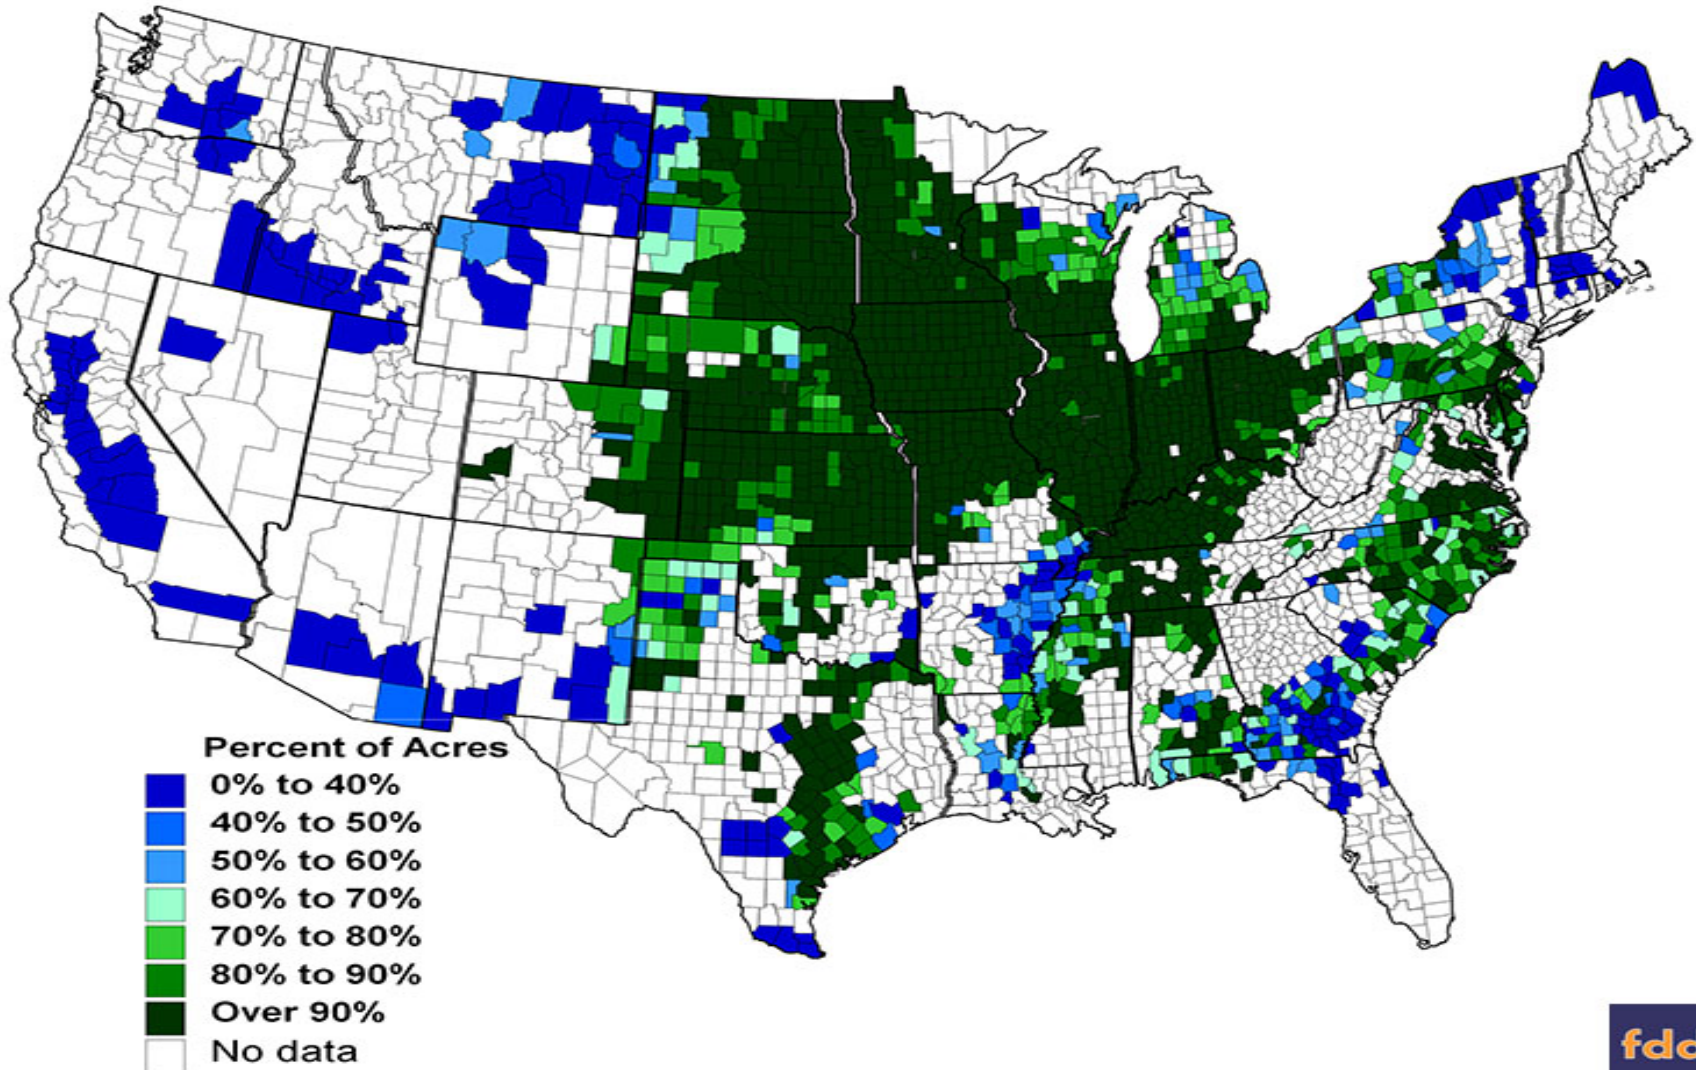 Percent of Acres
0% to 40%
40% to 50%
50% to 60%
60% to 70%
70% to 80%
80% to 90%
Over 90%
No data